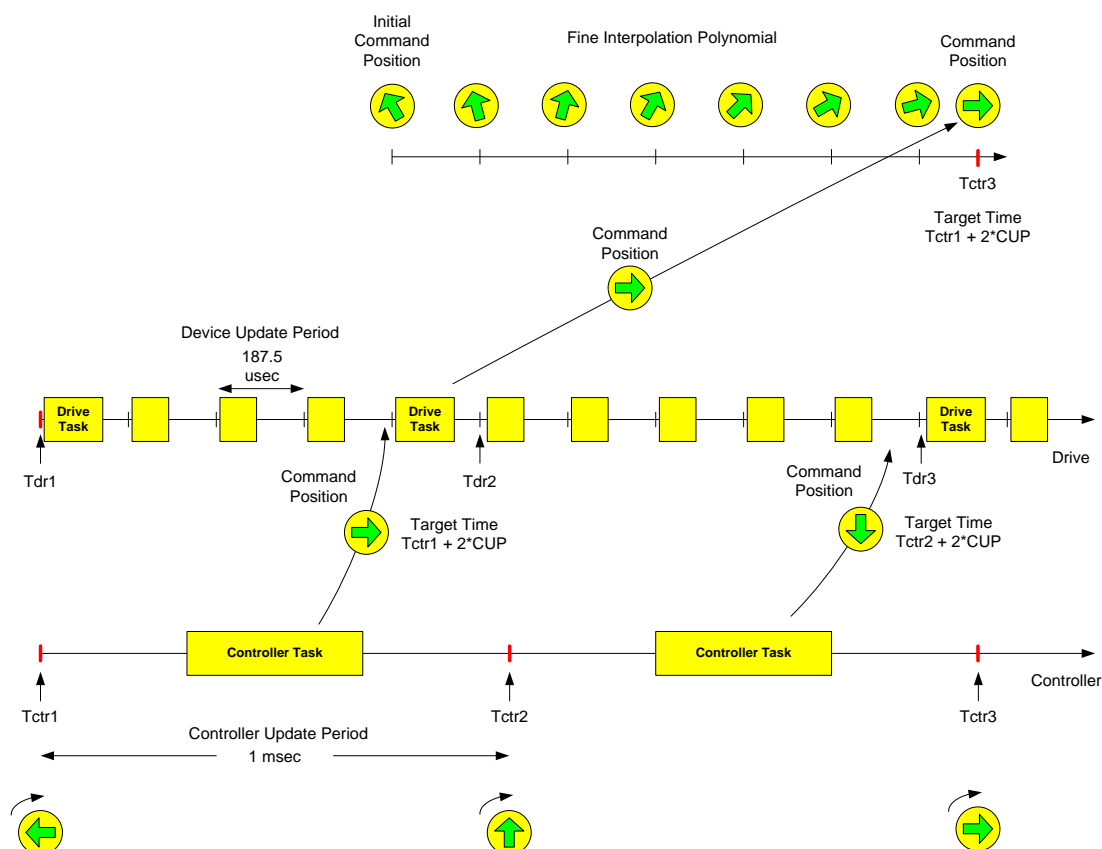 Initial
Command
Position
Fine Interpolation Polynomial
Command
Position
Tctr3
Target Time
Tctr1 + 2*CUP
Command
Position
Device Update Period
187.5
usec
Drive
Task
Drive
Task
Drive
Task
Drive
Tdr1
Tdr2
Tdr3
Command
Position
Target Time
Tctr1 + 2*CUP
Command
Position
Target Time
Tctr2 + 2*CUP
Controller Task
Controller Task
Controller
Tctr1
Tctr2
Tctr3
Controller Update Period
1 msec